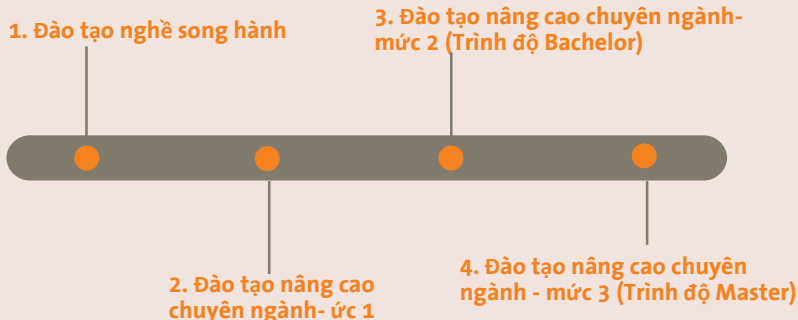 1. Đào tạo nghề song hành
2. Đào tạo nâng cao
chuyên ngành- ức 1
3. Đào tạo nâng cao chuyên ngành-
mức 2 (Trình độ Bachelor)
4. Đào tạo nâng cao chuyên
ngành - mức 3 (Trình độ Master)